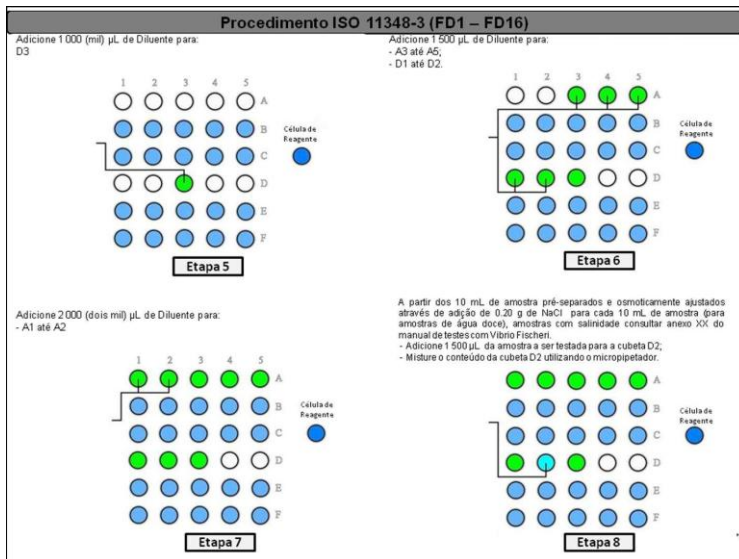 Procedimento ISO 11348-3 (FD1 – FD16)
Adicione 1 000 (mil) µL de Diluente para:
D3
1 2 3 4 5
A
B
C
D
E
F
Célula de
Reagente
Etapa 5
Adicione 1 500 µL de Diluente para:
- A3 até A5;
- D1 até D2.
1 2 3 4 5
A
B
C
D
E
F
Célula de
Reagente
Etapa 6
Adicione 2 000 (dois mil) µL de Diluente para:
- A1 até A2
1 2 3 4 5
A
B
C
D
E
F
Célula de
Reagente
Etapa 7
A partir dos 10 mL de amostra pré-separados e osmoticamente ajustados
através de adição de 0.20 g de NaCl para cada 10 mL de amostra (para
amostras de água doce), amostras com salinidade consultar anexo XX do
manual de testes com Vibrio Fischeri.
- Adicione 1 500 µL da amostra a ser testada para a cubeta D2;
- Misture o conteúdo da cubeta D2 utilizando o micropipetador.
1 2 3 4 5
A
B
C
D
E
F
Célula de
Reagente
Etapa 8